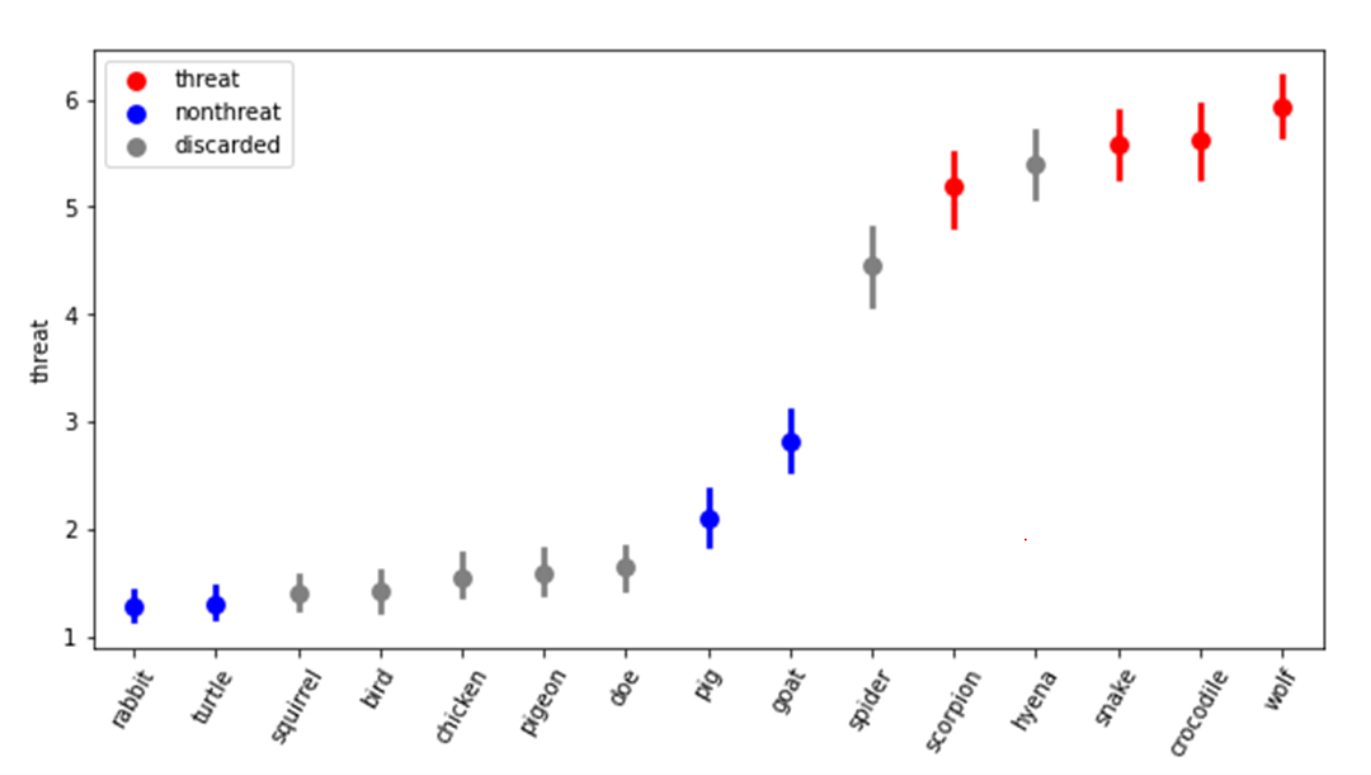 threat
nonthreat
discarded
6
5
4
3
2
1
threat
rabbit
turtle
squirrel
bird
chicken
pigeon
doe
pig
goat
spider
scorpion
hyena
snake
crocodile
wolf